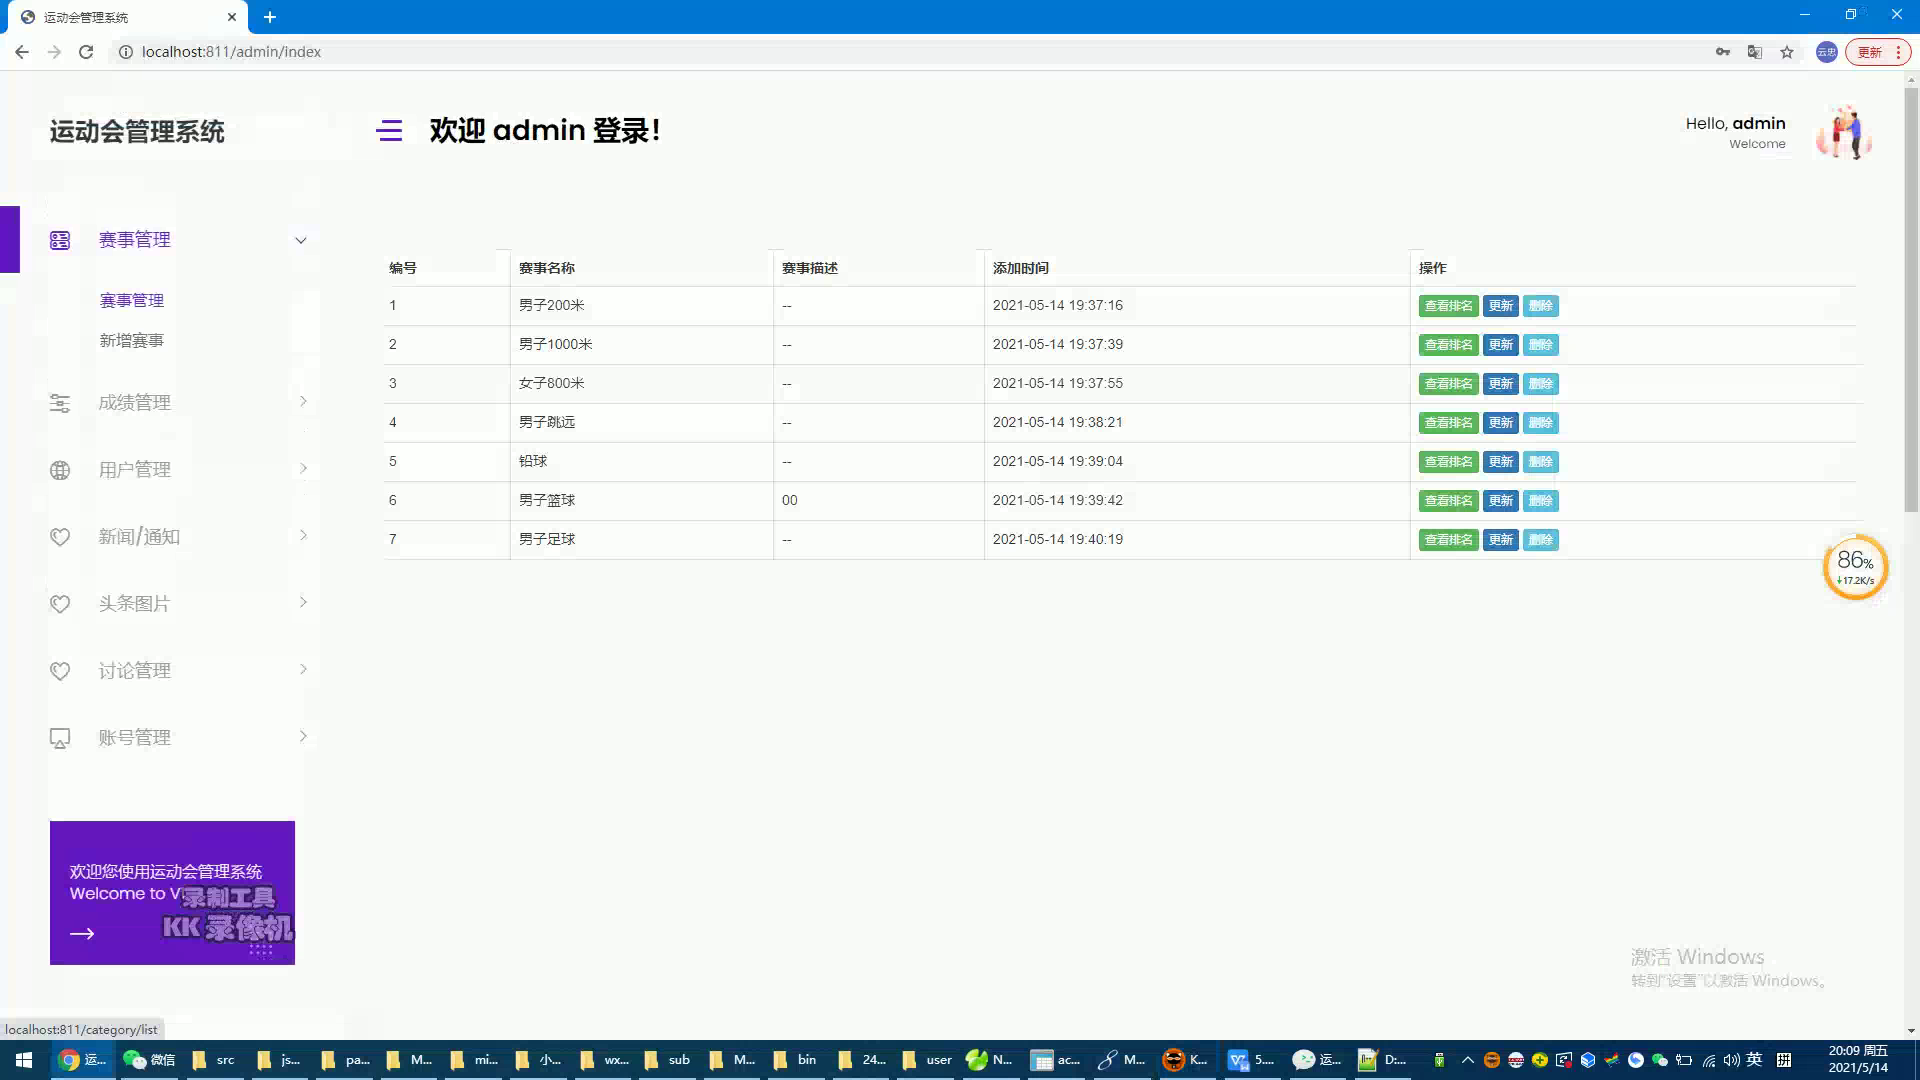 运动会管理系统
localhost:811/admin/index
更新
运动会管理系统
欢迎 admin 登录!
Hello, admin
Welcome
赛事管理
赛事管理
新增赛事
成绩管理
用户管理
新闻/通知
头条图片
讨论管理
账号管理
编号 赛事名称 赛事描述 添加时间 操作
1 男子200米 -- 2021-05-14 19:37:16 查看排名 更新 删除
2 男子1000米 -- 2021-05-14 19:37:39 查看排名 更新 删除
3 女子800米 -- 2021-05-14 19:37:55 查看排名 更新 删除
4 男子跳远 -- 2021-05-14 19:38:21 查看排名 更新 删除
5 铅球 -- 2021-05-14 19:39:04 查看排名 更新 删除
6 男子篮球 00 2021-05-14 19:39:42 查看排名 更新 删除
7 男子足球 -- 2021-05-14 19:40:19 查看排名 更新 删除
86%
17.2K/s
欢迎您使用运动会管理系统
Welcome to V
录制工具
KK 录像机
激活 Windows
转到"设置"以激活 Windows。
localhost:811/category/list
运... 微信 src js... pa... M... mi... 小... wx... sub M... bin 24... user N... ac... M... K... 5.... 运... D:... 英
20:09 周五
2021/5/14